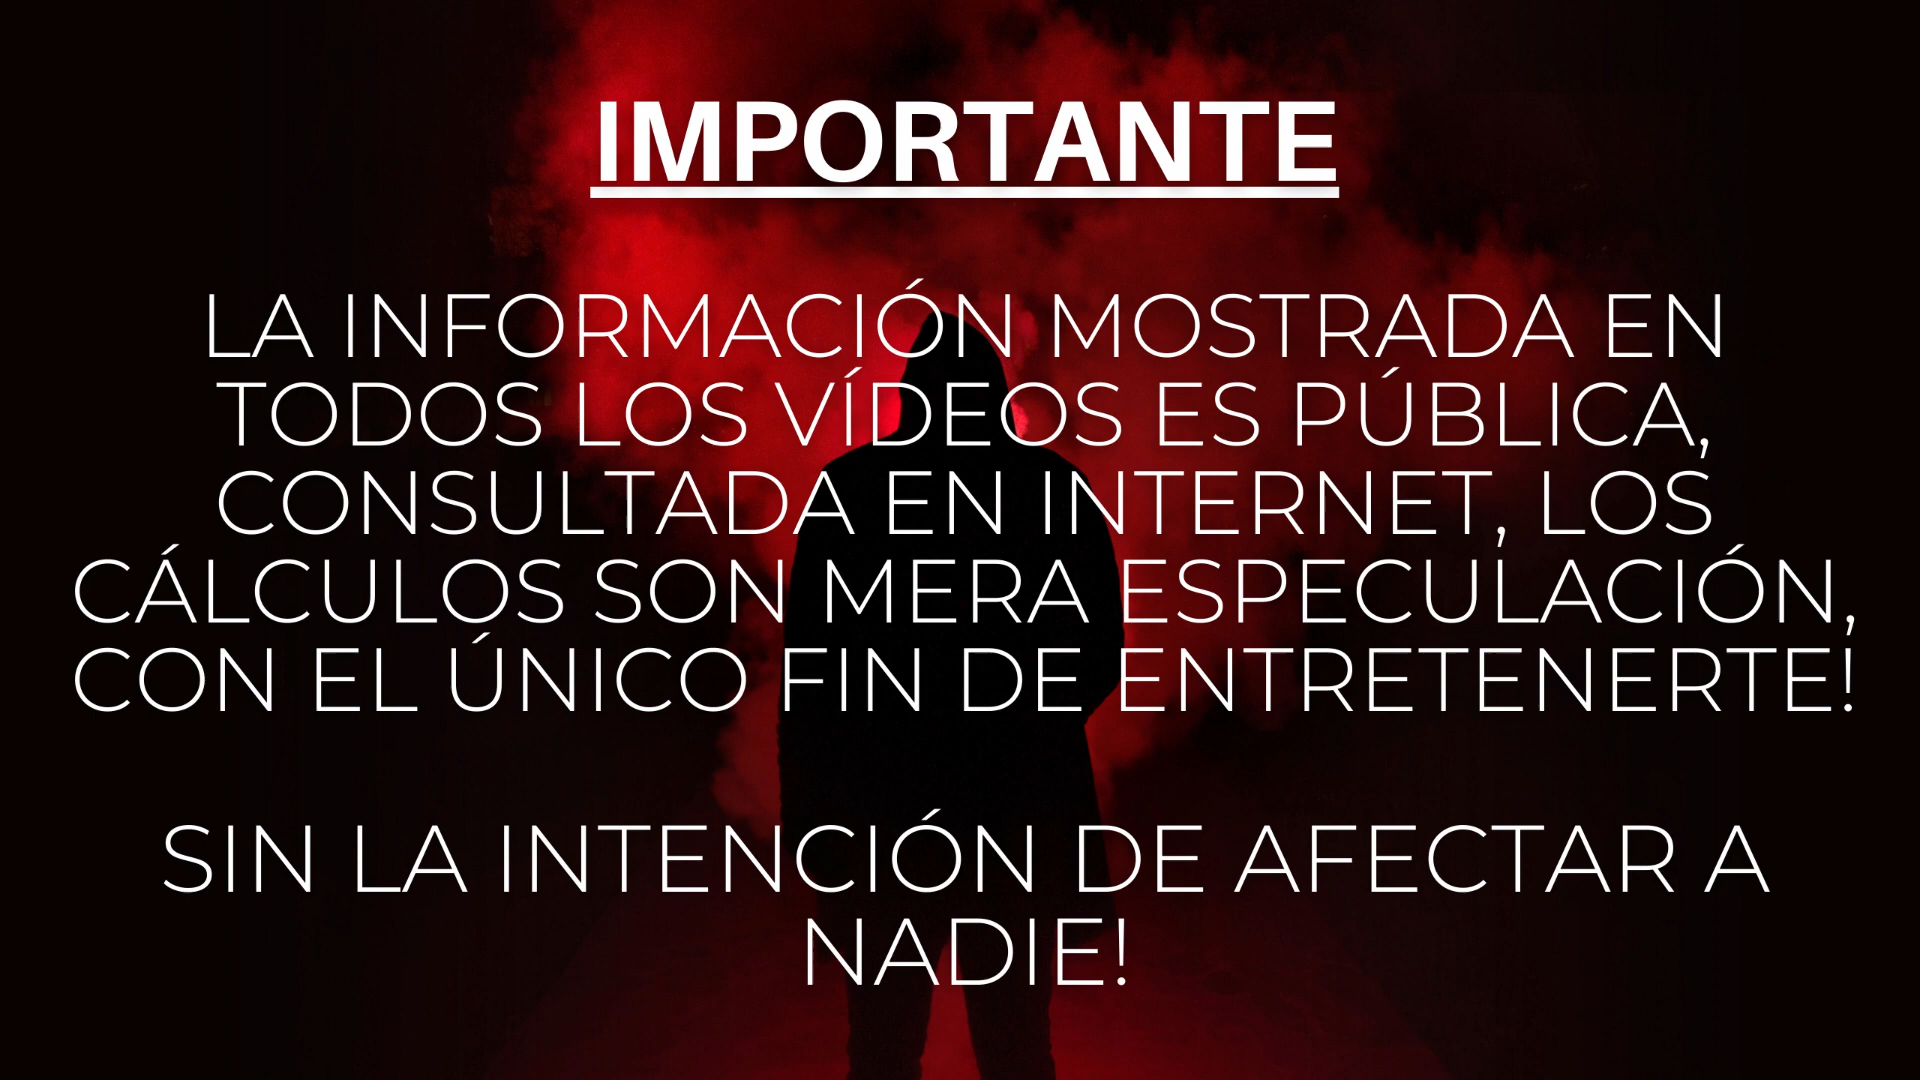 IMPORTANTE
LA INFORMACIÓN MOSTRADA EN
TODOS LOS VÍDEOS ES PÚBLICA,
CONSULTADA EN INTERNET, LOS
CÁLCULOS SON MERA ESPECULACIÓN,
CON EL ÚNICO FIN DE ENTRETENERTE!
SIN LA INTENCIÓN DE AFECTAR A
NADIE!